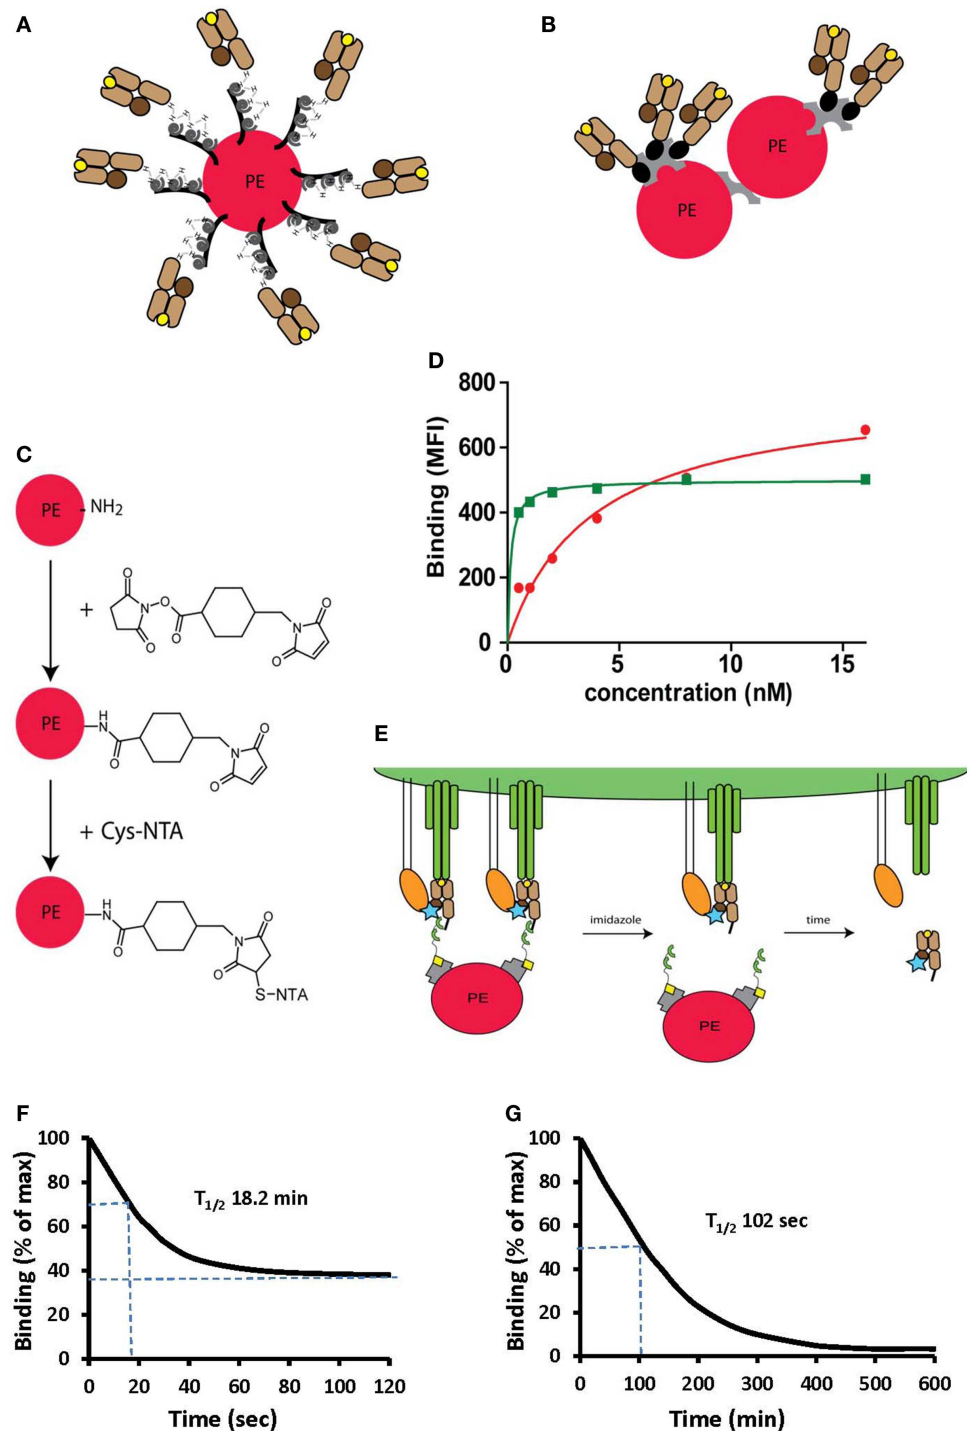 A
PE
H
H
H
H
H
H
H
H
B
PE
PE
C
PE
NH2
+
O
N
O
O
O
O
N
O
O
PE
H
N
O
O
N
O
+ Cys-NTA
PE
H
N
O
O
N
O
S–NTA
D
Binding (MFI)
800
600
400
200
0
0
5
10
15
concentration (nM)
E
imidazole
time
PE
PE
F
Binding (% of max)
100
80
60
40
20
0
T1/2 18.2 min
0
20
40
60
80
100
120
Time (sec)
G
Binding (% of max)
100
80
60
40
20
0
T1/2 102 sec
0
100
200
300
400
500
600
Time (min)